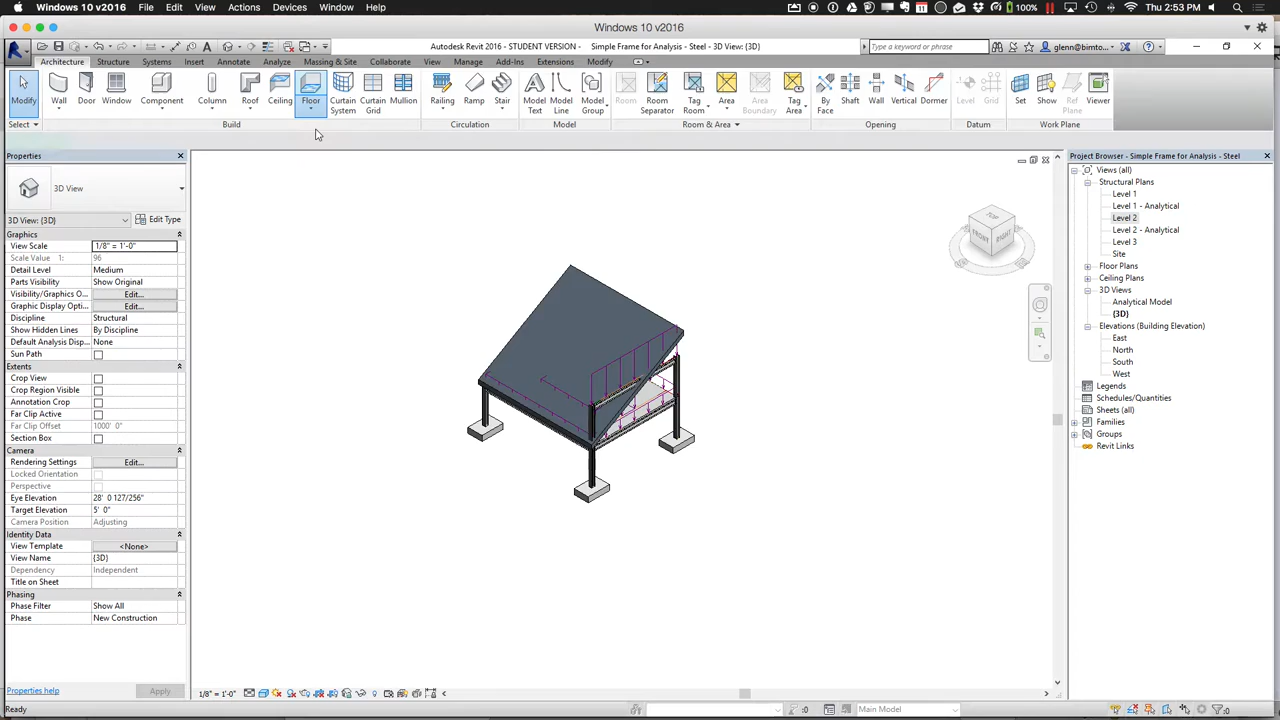 Window Edit View Actions Devices Window Help
11
100%
Thu 2:53 PM
Windows 10 v2016
Autodesk Revit 2016 - STUDENT VERSION - Simple Frame for Analysis - Steel - 3D View: {3D}
Type a keyword or phrase
glenn@bimto...
Architecture Structure Systems Insert Annotate Analyze Massing & Site Collaborate View Manage Add-Ins Extensions Modify
Modify Wall Door Window Component Column Roof Ceiling Floor Curtain System Curtain Grid Mullion Railing Ramp Stair Model Text Model Line Model Group Room Room Separator Tag Room Area Area Boundary Tag Area By Face Shaft Wall Vertical Dormer Level Grid Set Show Ref Plane Viewer
Select Build Circulation Model Room & Area Opening Datum Work Plane
Properties
3D View
3D View: {3D} Edit Type
Graphics
View Scale 1/8" = 1'-0"
Scale Value 1: 96
Detail Level Medium
Parts Visibility Show Original
Visibility/Graphics O... Edit...
Graphic Display Opti... Edit...
Discipline Structural
Show Hidden Lines By Discipline
Default Analysis Disp... None
Sun Path
Extents
Crop View
Crop Region Visible
Annotation Crop
Far Clip Active
Far Clip Offset 1000' 0"
Section Box
Camera
Rendering Settings Edit...
Locked Orientation
Perspective
Eye Elevation 28' 0 127/256"
Target Elevation 5' 0"
Camera Position Adjusting
Identity Data
View Template <None>
View Name {3D}
Dependency Independent
Title on Sheet
Phasing
Phase Filter Show All
Phase New Construction
Properties help Apply
TOP
FRONT RIGHT
Project Browser - Simple Frame for Analysis - Steel
Views (all)
Structural Plans
Level 1
Level 1 - Analytical
Level 2
Level 2 - Analytical
Level 3
Site
Floor Plans
Ceiling Plans
3D Views
Analytical Model
{3D}
Elevations (Building Elevation)
East
North
South
West
Legends
Schedules/Quantities
Sheets (all)
Families
Groups
Revit Links
1/8" = 1'-0"
Ready
:0
Main Model
:0